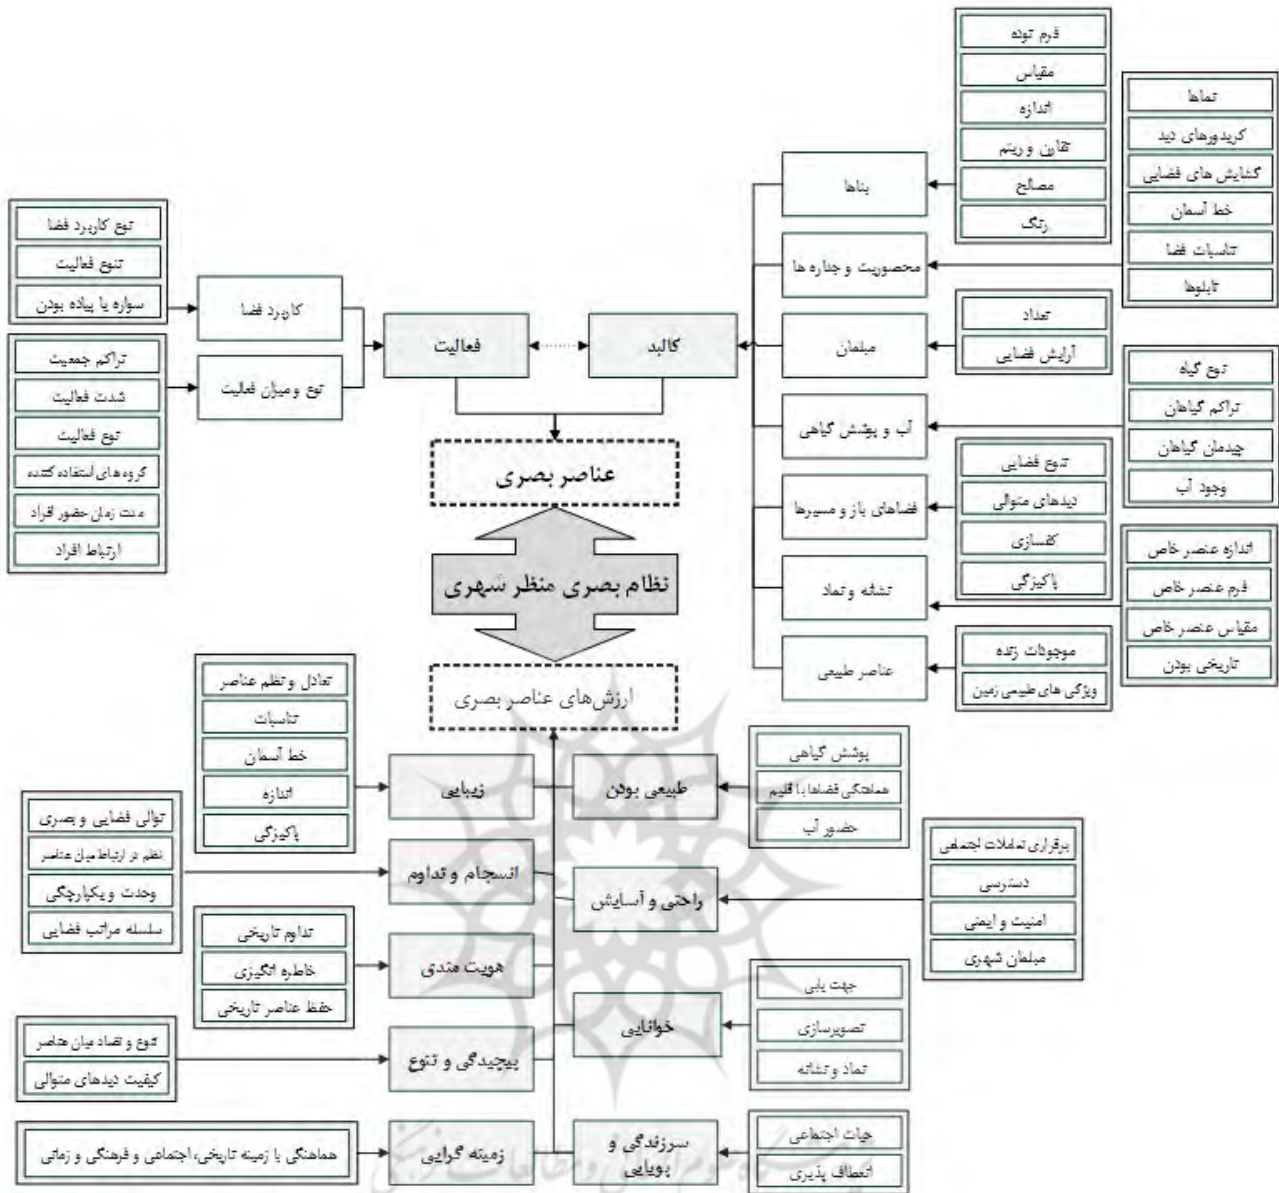 فرم توده
مقیاس
اندازه
تقارن و ریتم
مصالح
رنگ
نماها
کریدورهای دید
گشایش های فضایی
خط آسمان
تناسبات فضا
تابلوها
تعداد
آرایش فضایی
نوع گیاه
تراکم گیاهان
چیدمان گیاهان
وجود آب
تنوع فضایی
دیدهای متوالی
کفسازی
پاکیزگی
اندازه عنصر خاص
فرم عنصر خاص
مقیاس عنصر خاص
تاریخی بودن
موجودات زنده
ویژگی های طبیعی زمین
بناها
محصوریت و جداره ها
مبلمان
آب و پوشش گیاهی
فضاهای باز و مسیرها
نشانه و نماد
عناصر طبیعی
کالبد
فعالیت
کاربرد فضا
نوع و میزان فعالیت
نوع کاربرد فضا
تنوع فعالیت
سواره یا پیاده بودن
تراکم جمعیت
شدت فعالیت
نوع فعالیت
گروه های استفاده کننده
مدت زمان حضور افراد
ارتباط افراد
عناصر بصری
نظام بصری منظر شهری
ارزش‌های عناصر بصری
طبیعی بودن
پوشش گیاهی
هماهنگی فضاها با اقلیم
حضور آب
راحتی و آسایش
برقراری تعاملات اجتماعی
دسترسی
امنیت و ایمنی
مبلمان شهری
خوانایی
جهت یابی
تصویرسازی
نماد و نشانه
سرزندگی و
پویایی
حیات اجتماعی
انعطاف پذیری
زیبایی
تعادل و نظم عناصر
تناسبات
خط آسمان
اندازه
پاکیزگی
انسجام و تداوم
توالی فضایی و بصری
نظم در ارتباط میان عناصر
وحدت و یکپارچگی
سلسله مراتب فضایی
هویت مندی
تداوم تاریخی
خاطره انگیزی
حفظ عناصر تاریخی
پیچیدگی و تنوع
تنوع و تضاد میان عناصر
کیفیت دیدهای متوالی
زمینه گرایی
هماهنگی با زمینه تاریخی، اجتماعی و فرهنگی و زمانی